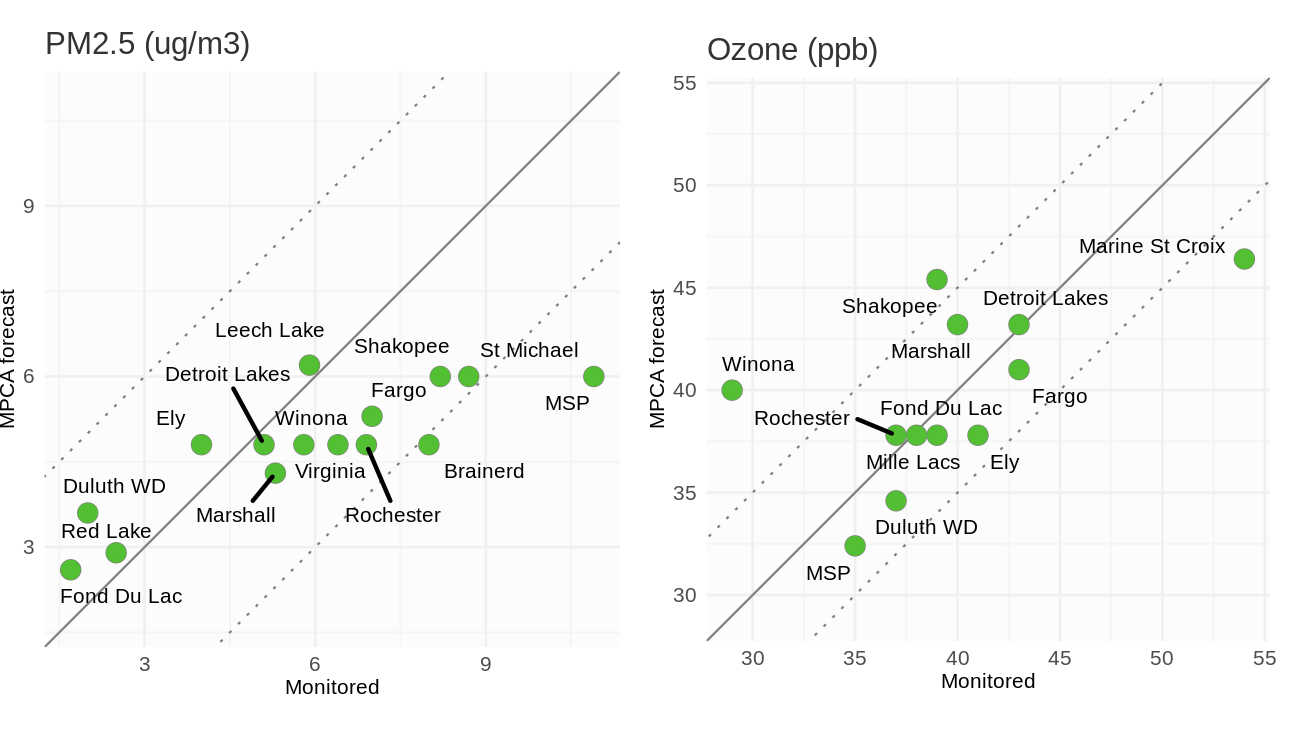 PM2.5 (ug/m3)
MPCA forecast
9
6
3
Leech Lake
Shakopee
St Michael
Detroit Lakes
Fargo
MSP
Ely
Winona
Virginia
Brainerd
Duluth WD
Marshall
Rochester
Red Lake
Fond Du Lac
3
6
9
Monitored
Ozone (ppb)
MPCA forecast
55
50
45
40
35
30
Marine St Croix
Shakopee
Detroit Lakes
Marshall
Winona
Fargo
Rochester
Fond Du Lac
Mille Lacs
Ely
Duluth WD
MSP
30
35
40
45
50
55
Monitored